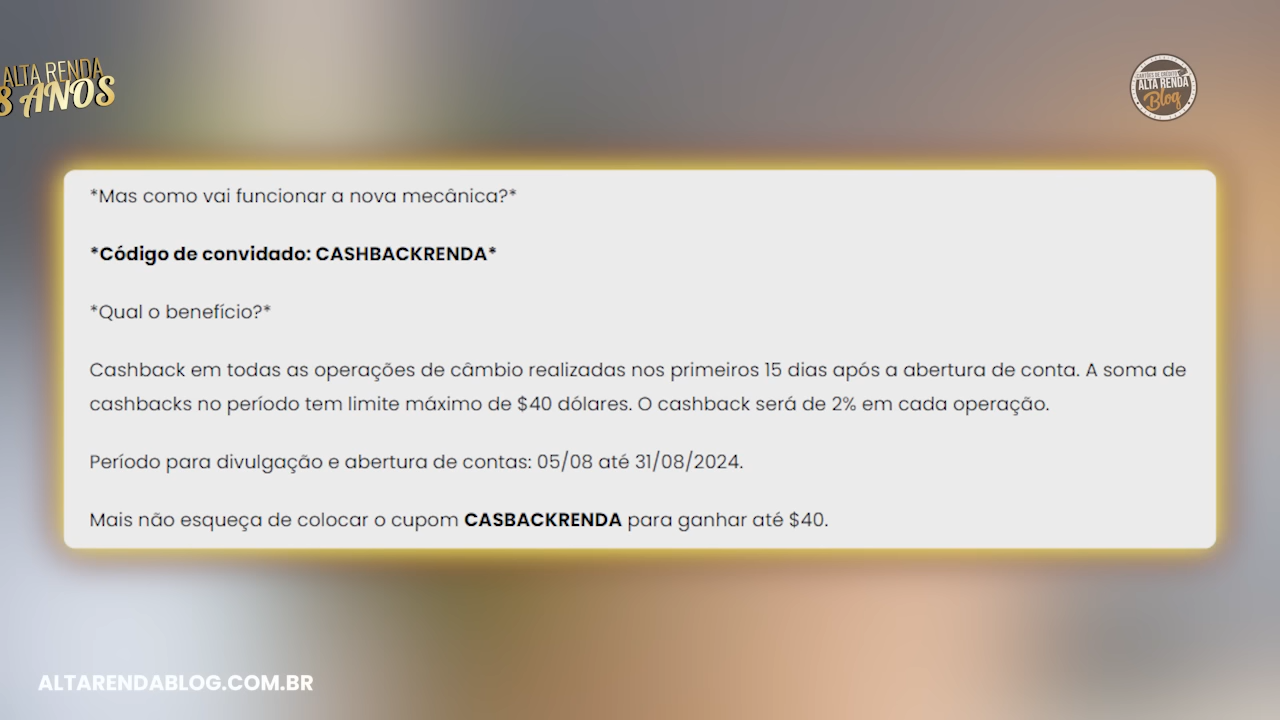 ALTA RENDA
8 ANOS
CARTÕES DE CRÉDITO
ALTA RENDA
Blog
*Mas como vai funcionar a nova mecânica?*
*Código de convidado: CASHBACKRENDA*
*Qual o benefício?*
Cashback em todas as operações de câmbio realizadas nos primeiros 15 dias após a abertura de conta. A soma de
cashbacks no período tem limite máximo de $40 dólares. O cashback será de 2% em cada operação.
Período para divulgação e abertura de contas: 05/08 até 31/08/2024.
Mais não esqueça de colocar o cupom CASBACKRENDA para ganhar até $40.
ALTARENDABLOG.COM.BR